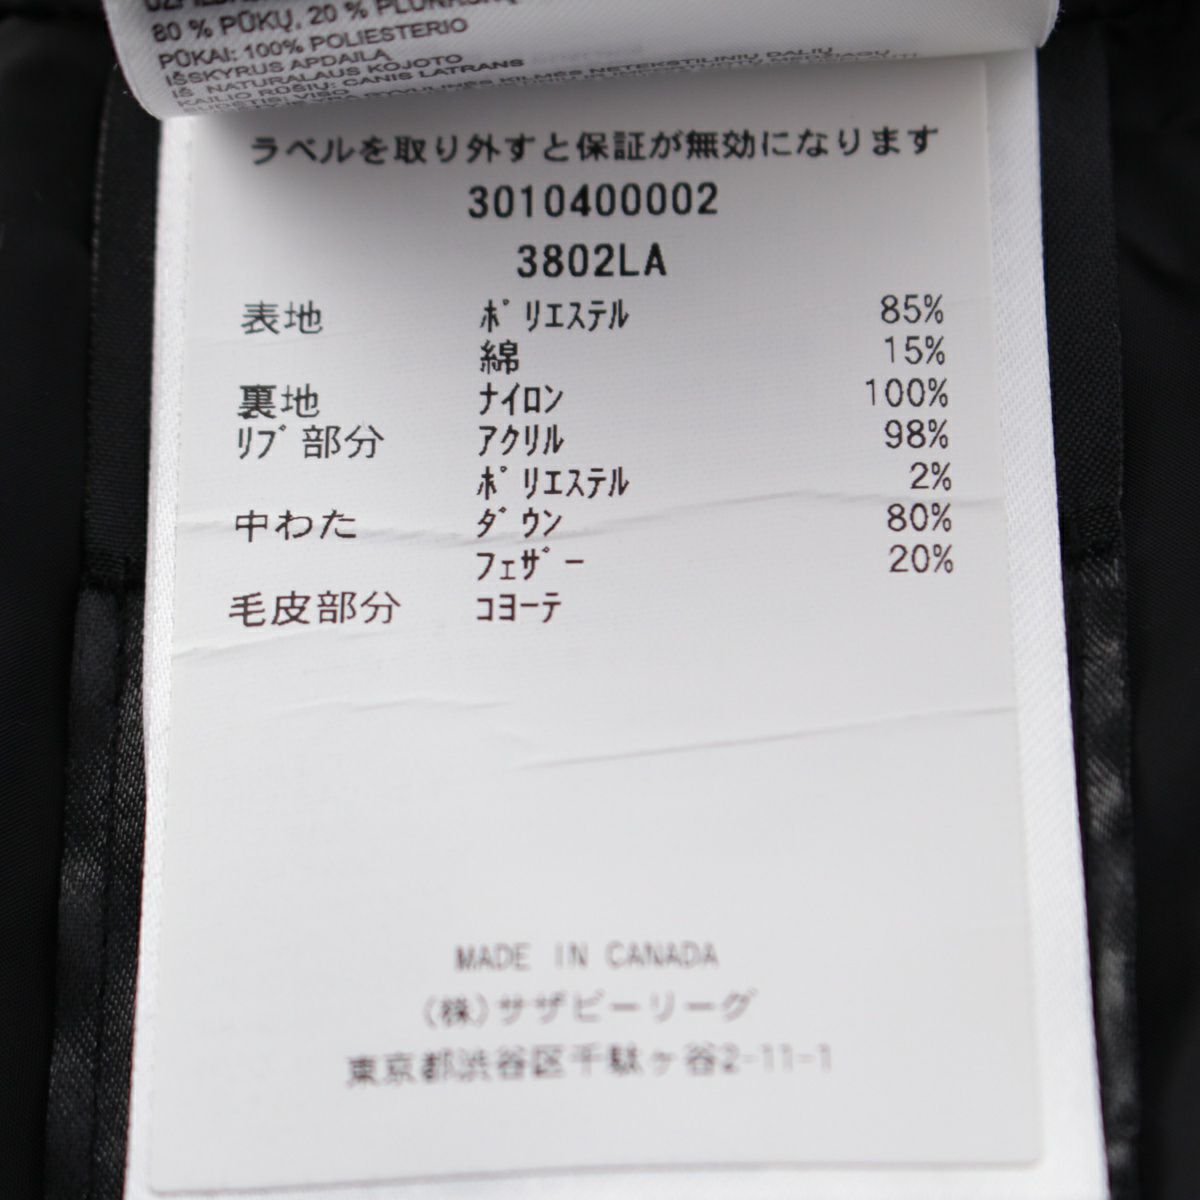 80 % PŪKŲ, 20 %
PŪKAI: 100% POLIESTERIO
IŠSKYRUS APDAILĄ
IŠ NATURALAUS KOJOTO
KAILIO RŪŠIŲ: CANIS LATRANS
ラベルを取り外すと保証が無効になります
3010400002
3802LA
表地 ポリエステル 85%
綿 15%
裏地 ナイロン 100%
リブ部分 アクリル 98%
ポリエステル 2%
中わた ダウン 80%
フェザー 20%
毛皮部分 コヨーテ
MADE IN CANADA
(株)サザビーリーグ
東京都渋谷区千駄ヶ谷2-11-1